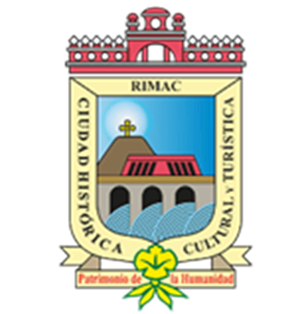 RIMAC
CIUDAD HISTÓRICA
CULTURAL Y TURÍSTICA
Patrimonio de la Humanidad